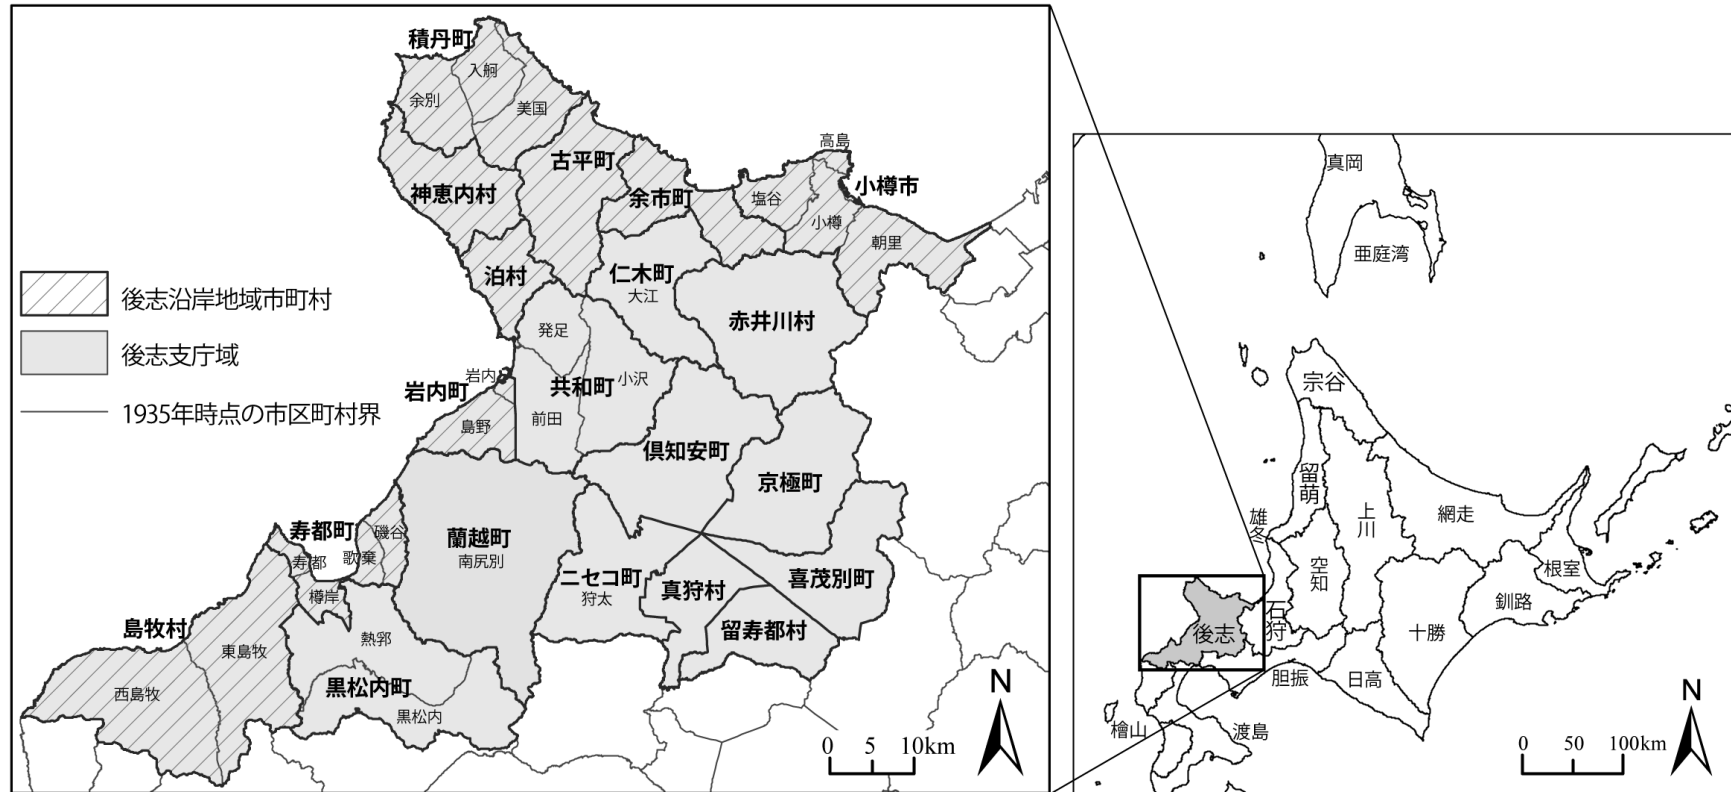 積丹町
入舸
余別
美国
古平町
神恵内村
余市町
高島
小樽市
塩谷
小樽
朝里
泊村
仁木町
大江
赤井川村
発足
岩内
岩内町
共和町
小沢
島野
前田
倶知安町
京極町
寿都町
磯谷
歌棄
寿都
樽岸
蘭越町
南尻別
ニセコ町
狩太
真狩村
喜茂別町
留寿都村
島牧村
東島牧
西島牧
熱郛
黒松内町
黒松内
後志沿岸地域市町村
後志支庁域
1935年時点の市区町村界
N
0 5 10km
真岡
亜庭湾
宗谷
留萌
上川
網走
雄冬
空知
根室
石狩
釧路
後志
十勝
胆振
日高
檜山
渡島
N
0 50 100km